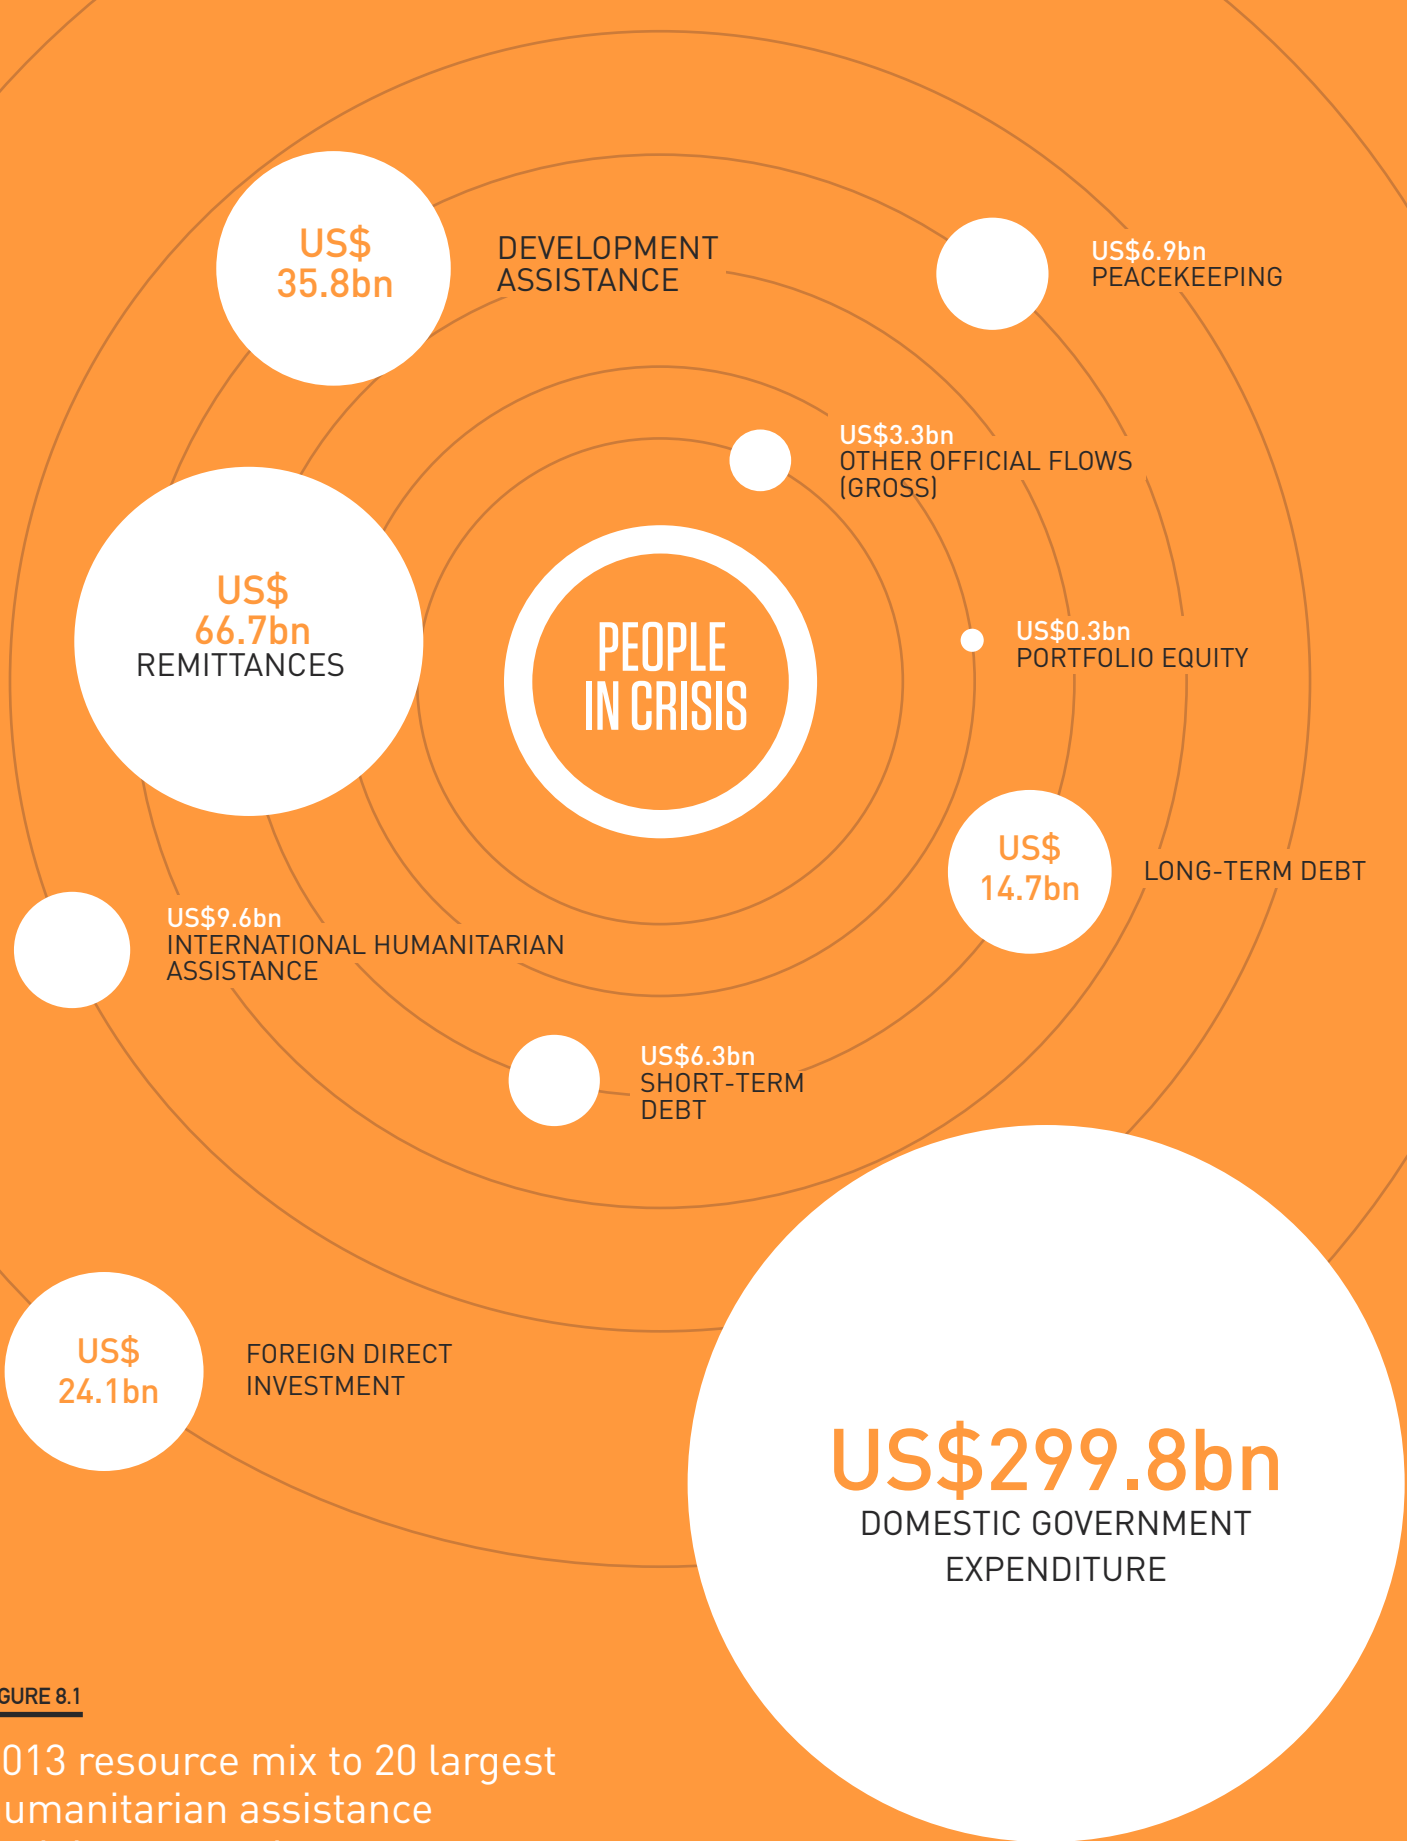 US$
35.8bn
DEVELOPMENT
ASSISTANCE
US$6.9bn
PEACEKEEPING
US$3.3bn
OTHER OFFICIAL FLOWS
(GROSS)
US$
66.7bn
REMITTANCES
PEOPLE
IN CRISIS
US$0.3bn
PORTFOLIO EQUITY
US$
14.7bn
LONG-TERM DEBT
US$9.6bn
INTERNATIONAL HUMANITARIAN
ASSISTANCE
US$6.3bn
SHORT-TERM
DEBT
US$
24.1bn
FOREIGN DIRECT
INVESTMENT
US$299.8bn
DOMESTIC GOVERNMENT
EXPENDITURE
GURE 8.1
013 resource mix to 20 largest
umanitarian assistance